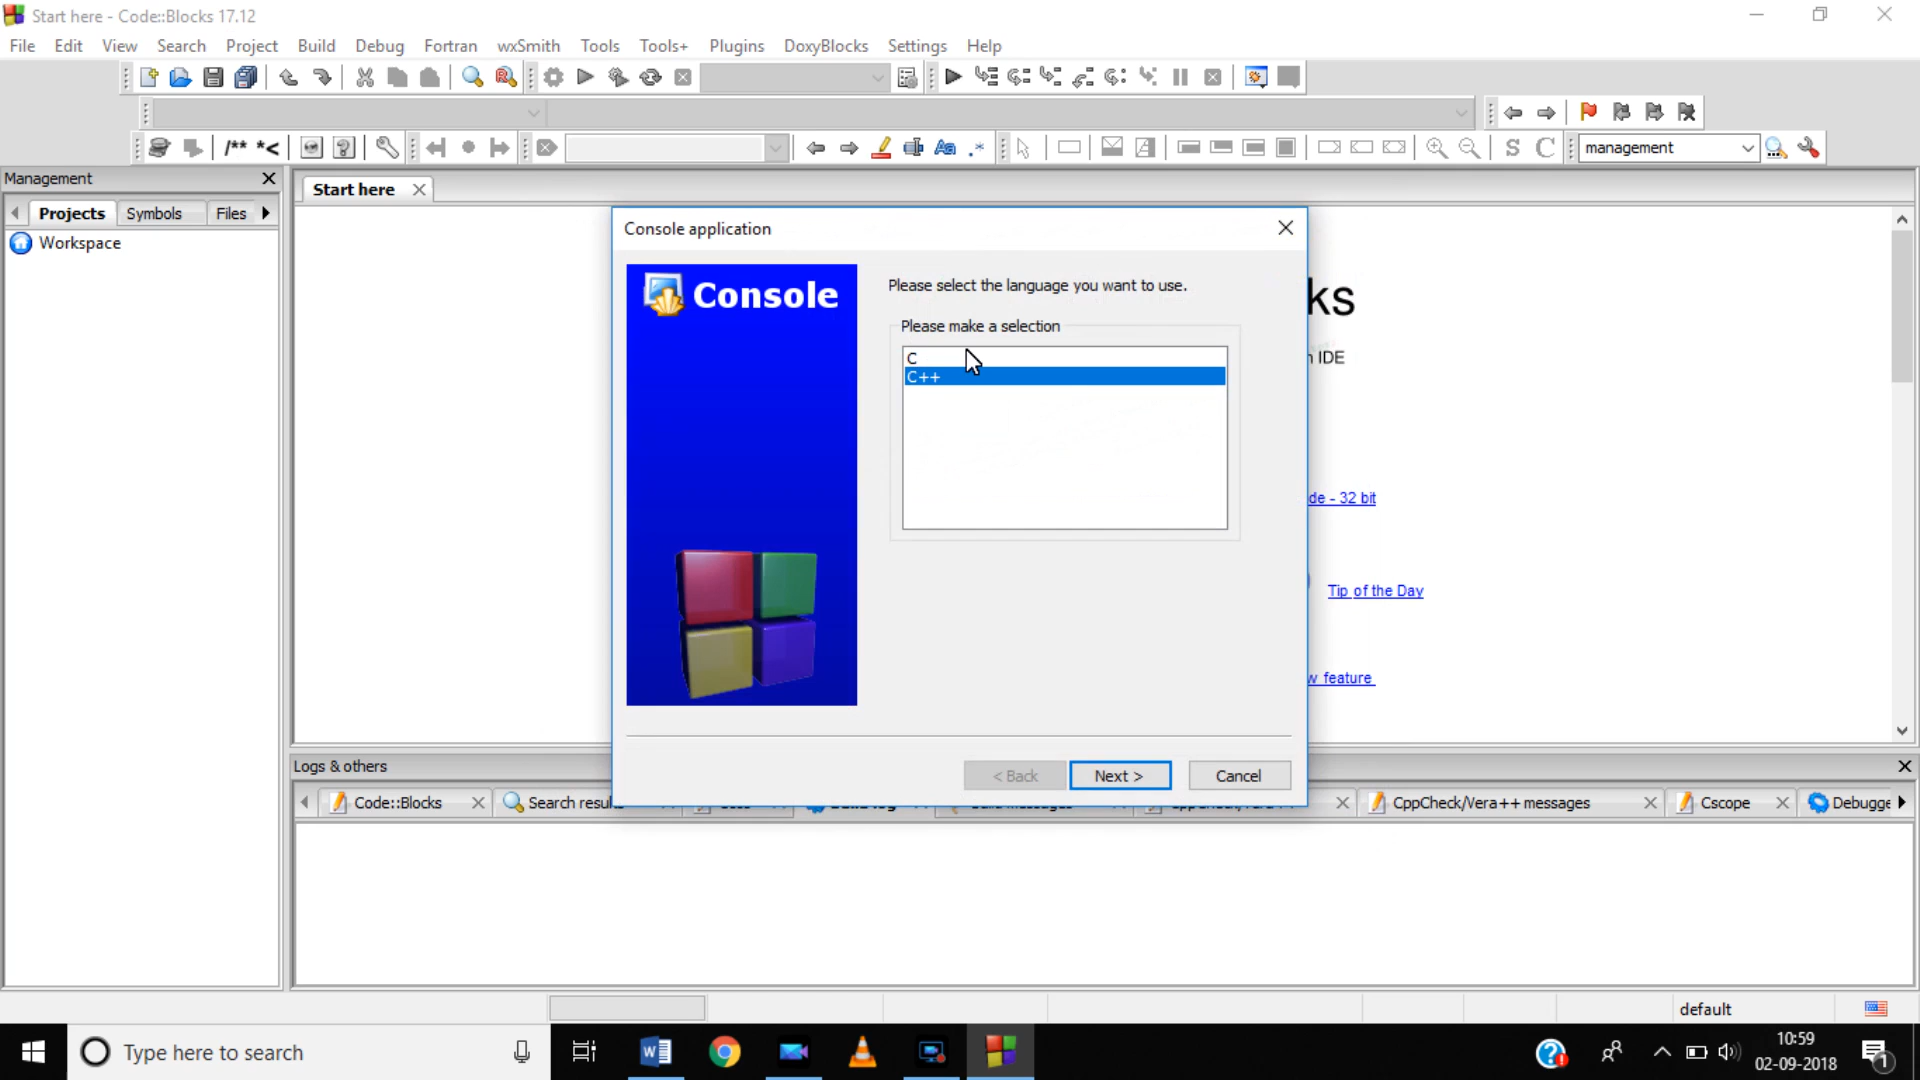 Start here - Code::Blocks 17.12
File Edit View Search Project Build Debug Fortran wxSmith Tools Tools+ Plugins DoxyBlocks Settings Help
/** *<
S C management
Management
Projects Symbols Files
Workspace
Start here
Console application
Console
Please select the language you want to use.
Please make a selection
C
C++
ks
IDE
de - 32 bit
Tip of the Day
w feature
< Back Next > Cancel
Logs & others
Code::Blocks Search resu CppCheck/Vera++ messages Cscope Debugge
default
Type here to search
10:59
02-09-2018
1